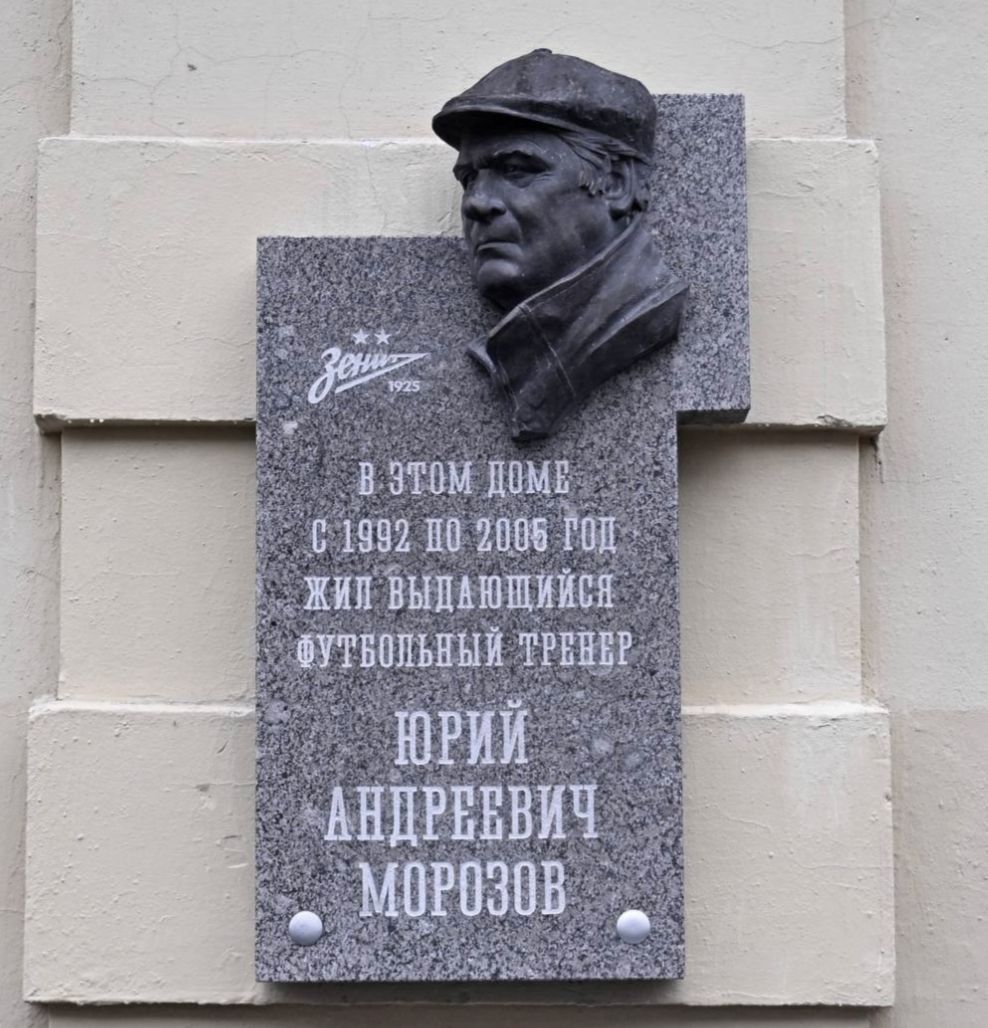 Зенит
1925
В ЭТОМ ДОМЕ
С 1992 ПО 2005 ГОД
ЖИЛ ВЫДАЮЩИЙСЯ
ФУТБОЛЬНЫЙ ТРЕНЕР
ЮРИЙ
АНДРЕЕВИЧ
МОРОЗОВ